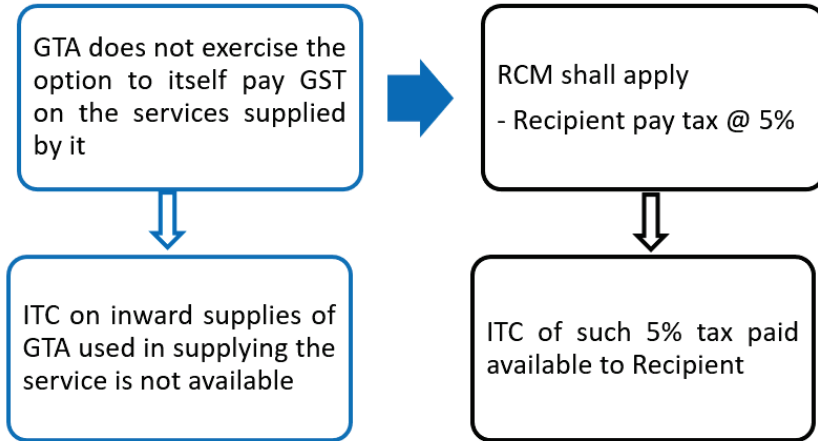 GTA does not exercise the
option to itself pay GST
on the services supplied
by it
RCM shall apply
- Recipient pay tax @ 5%
ITC on inward supplies of
GTA used in supplying the
service is not available
ITC of such 5% tax paid
available to Recipient